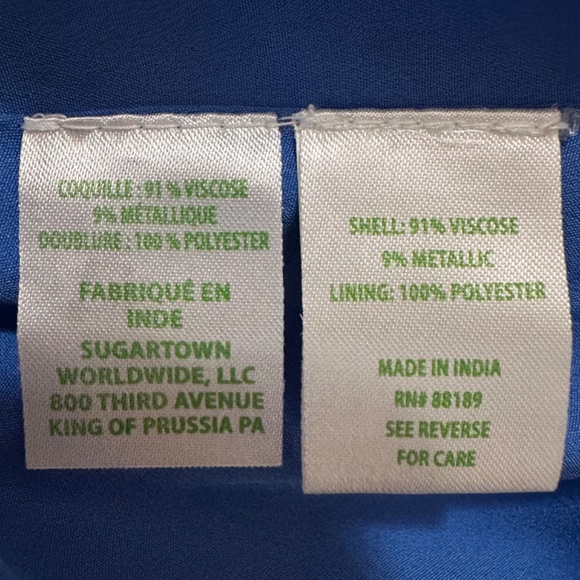 COQUILLE : 91 % VISCOSE
9% MÉTALLIQUE
DOUBLURE : 100 % POLYESTER
FABRIQUÉ EN
INDE
SUGARTOWN
WORLDWIDE, LLC
800 THIRD AVENUE
KING OF PRUSSIA PA
SHELL: 91% VISCOSE
9% METALLIC
LINING: 100% POLYESTER
MADE IN INDIA
RN# 88189
SEE REVERSE
FOR CARE